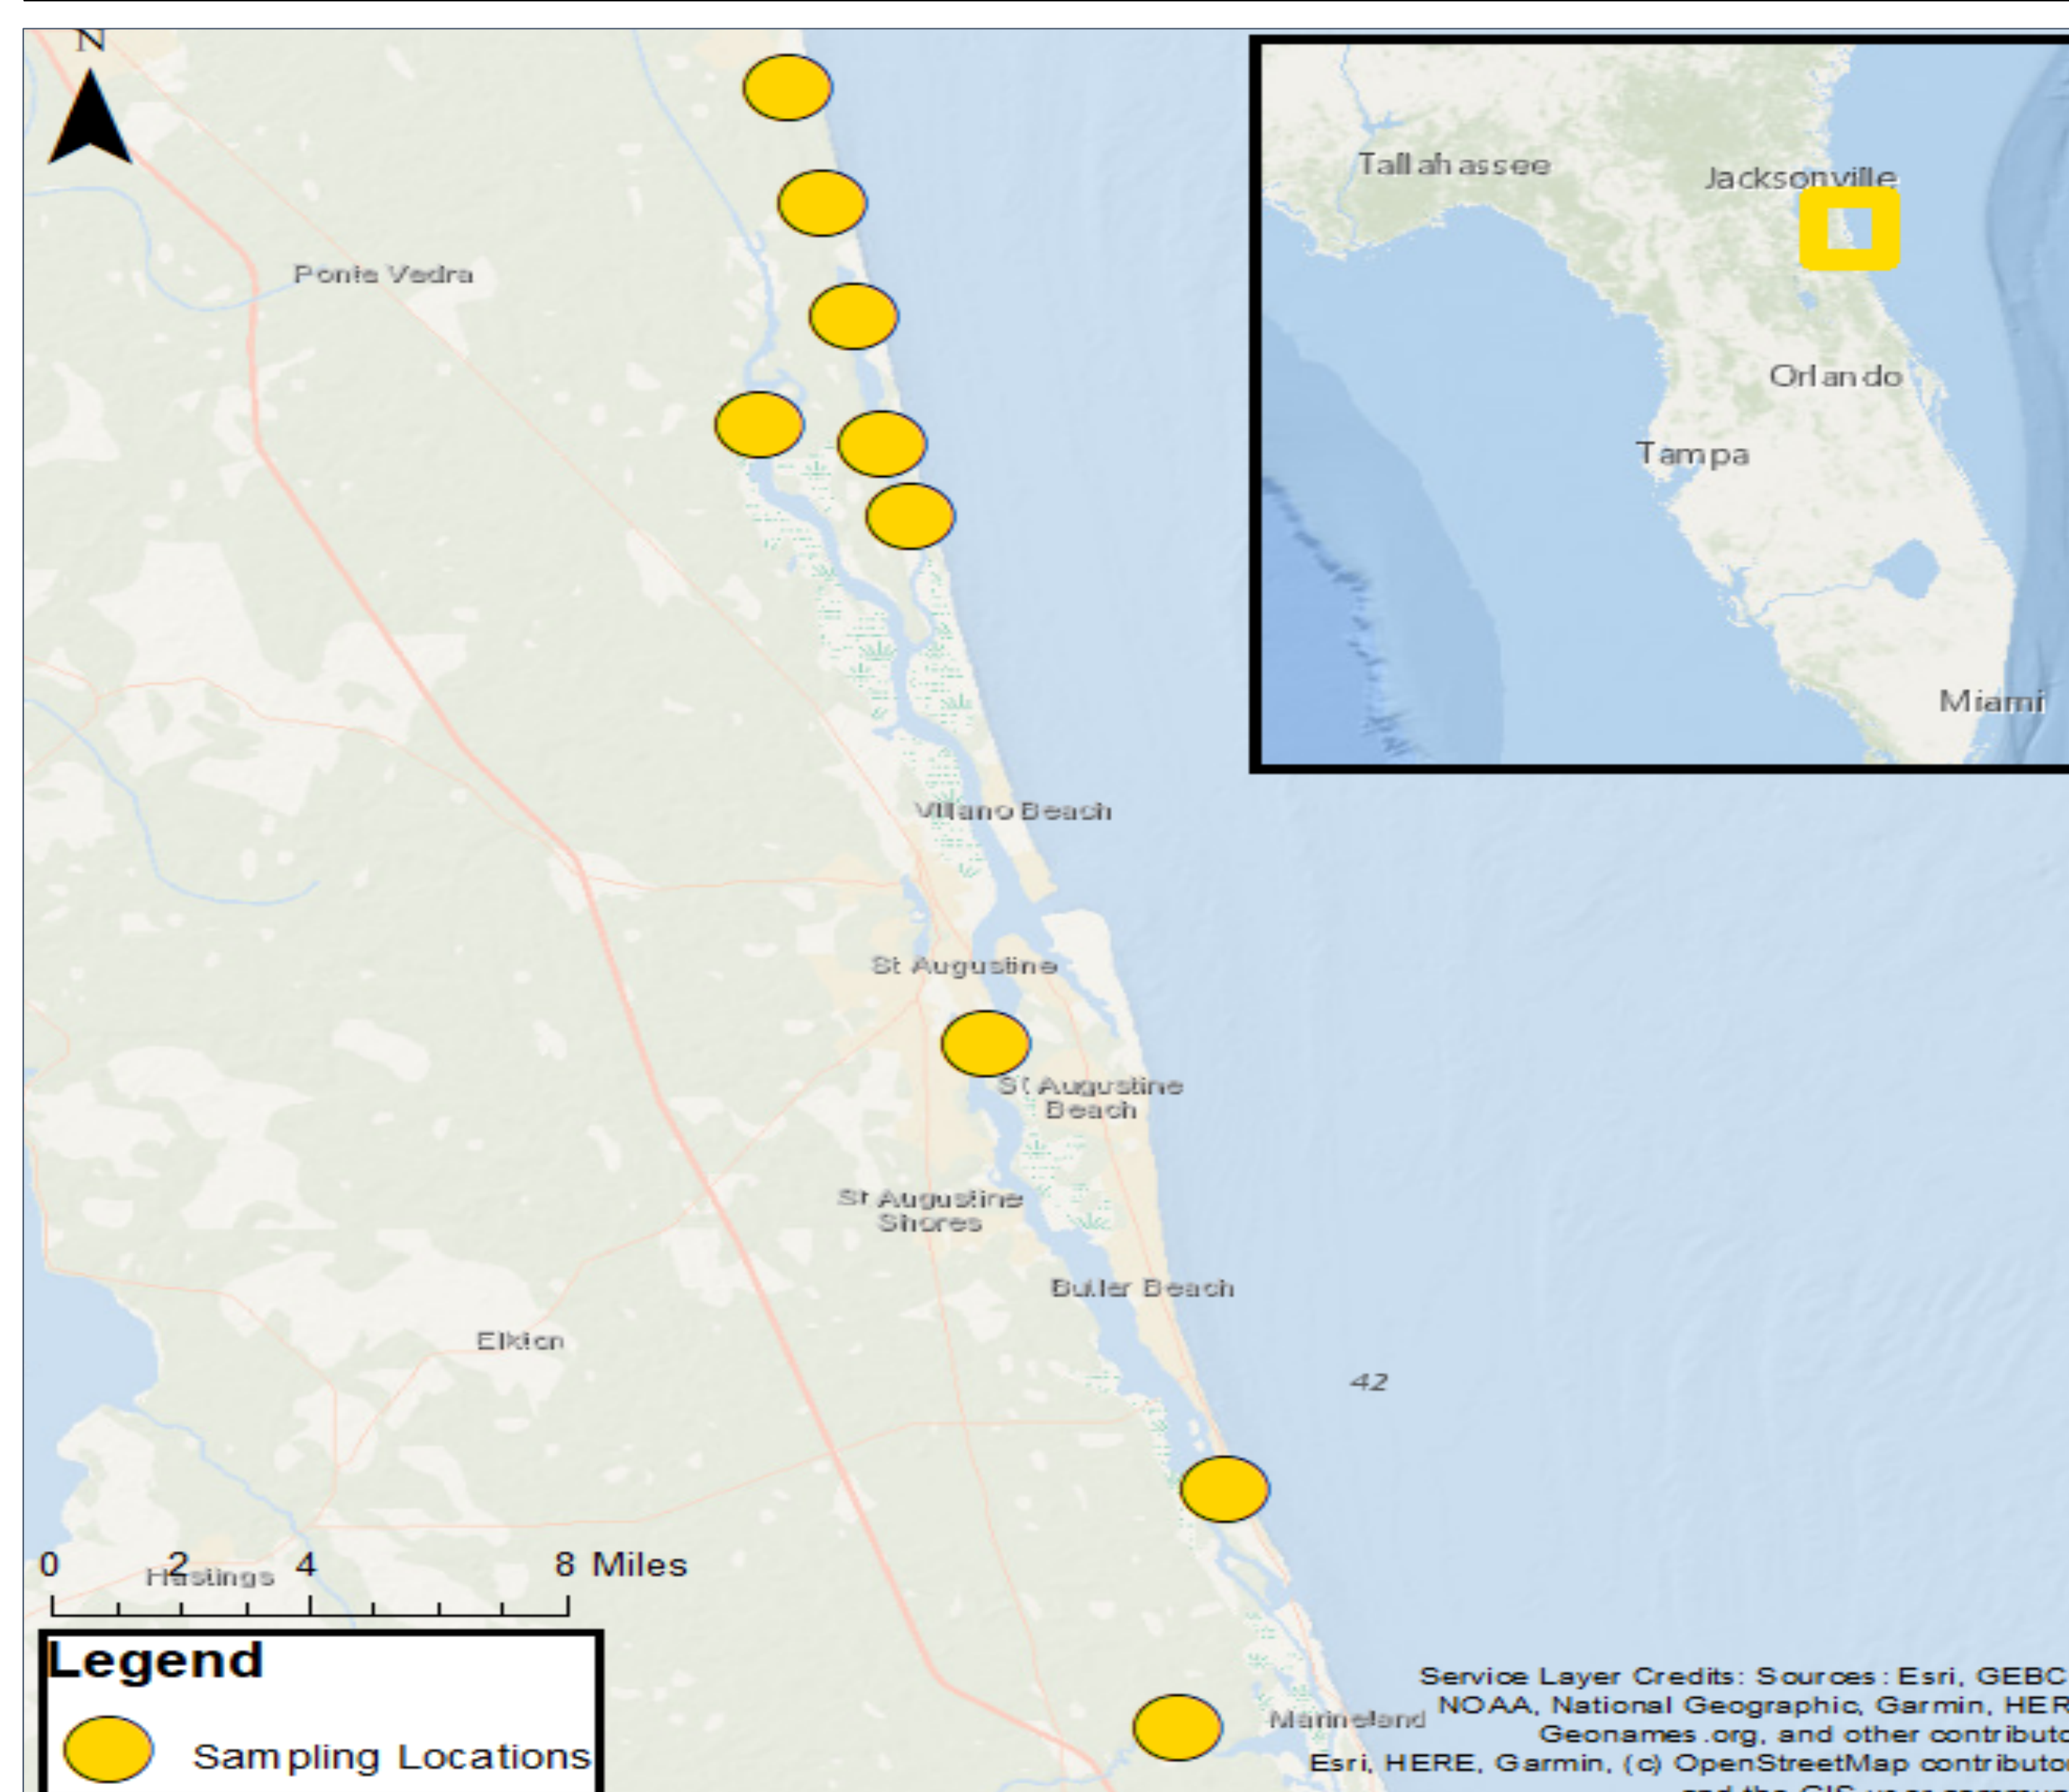 N
Tallahassee
Jacksonville
Ponte Vedra
Orlando
Tampa
Miami
Villano Beach
St Augustine
St Augustine
Beach
St Augustine
Shores
Butler Beach
Elkton
42
0 2 4 8 Miles
Hastings
Legend
Sampling Locations
Marineland
Service Layer Credits: Sources: Esri, GEBC
NOAA, National Geographic, Garmin, HER
Geonames.org, and other contributo
Esri, HERE, Garmin, (c) OpenStreetMap contributo